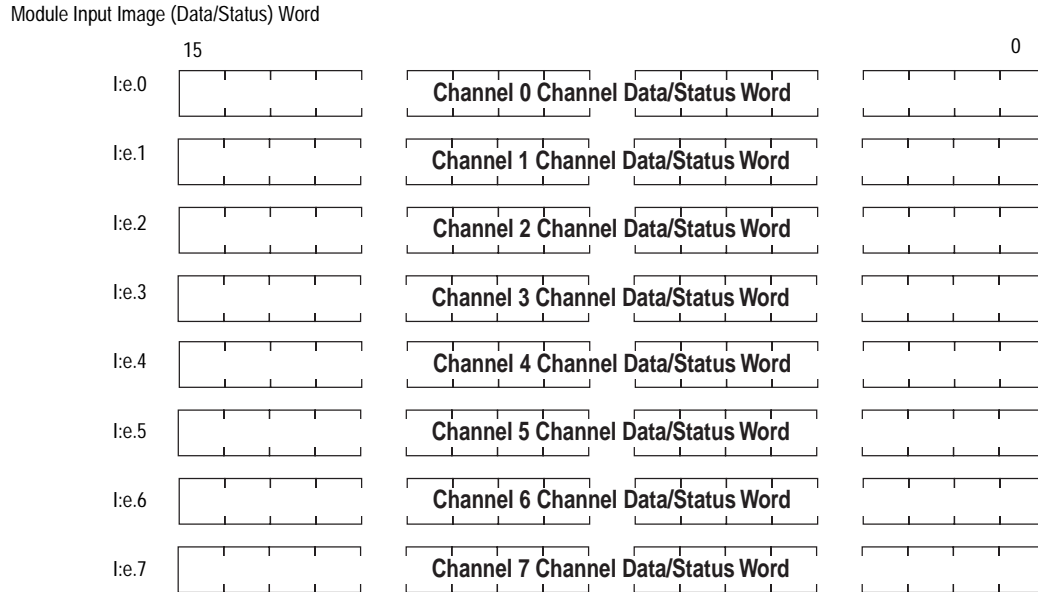 Module Input Image (Data/Status) Word
15 0
I:e.0 Channel 0 Channel Data/Status Word
I:e.1 Channel 1 Channel Data/Status Word
I:e.2 Channel 2 Channel Data/Status Word
I:e.3 Channel 3 Channel Data/Status Word
I:e.4 Channel 4 Channel Data/Status Word
I:e.5 Channel 5 Channel Data/Status Word
I:e.6 Channel 6 Channel Data/Status Word
I:e.7 Channel 7 Channel Data/Status Word